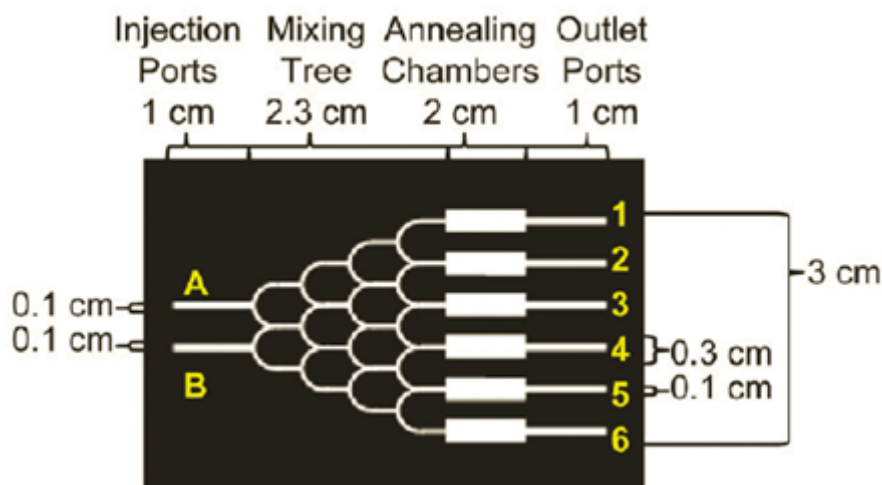 Injection Mixing Annealing Outlet
Ports Tree Chambers Ports
1 cm 2.3 cm 2 cm 1 cm
1
2
A
3
0.1 cm
3 cm
0.1 cm
4
0.3 cm
B
5
0.1 cm
6